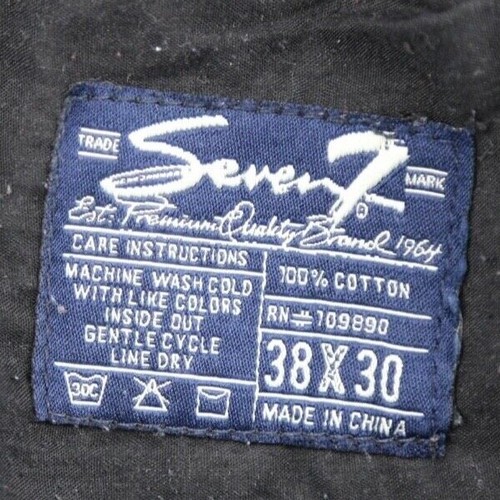 TRADE Seven7 ® MARK
Est. Premium Quality Brand 1964
CARE INSTRUCTIONS
MACHINE WASH COLD
WITH LIKE COLORS
INSIDE OUT
GENTLE CYCLE
LINE DRY
30C
100% COTTON
RN# 109890
38X30
MADE IN CHINA